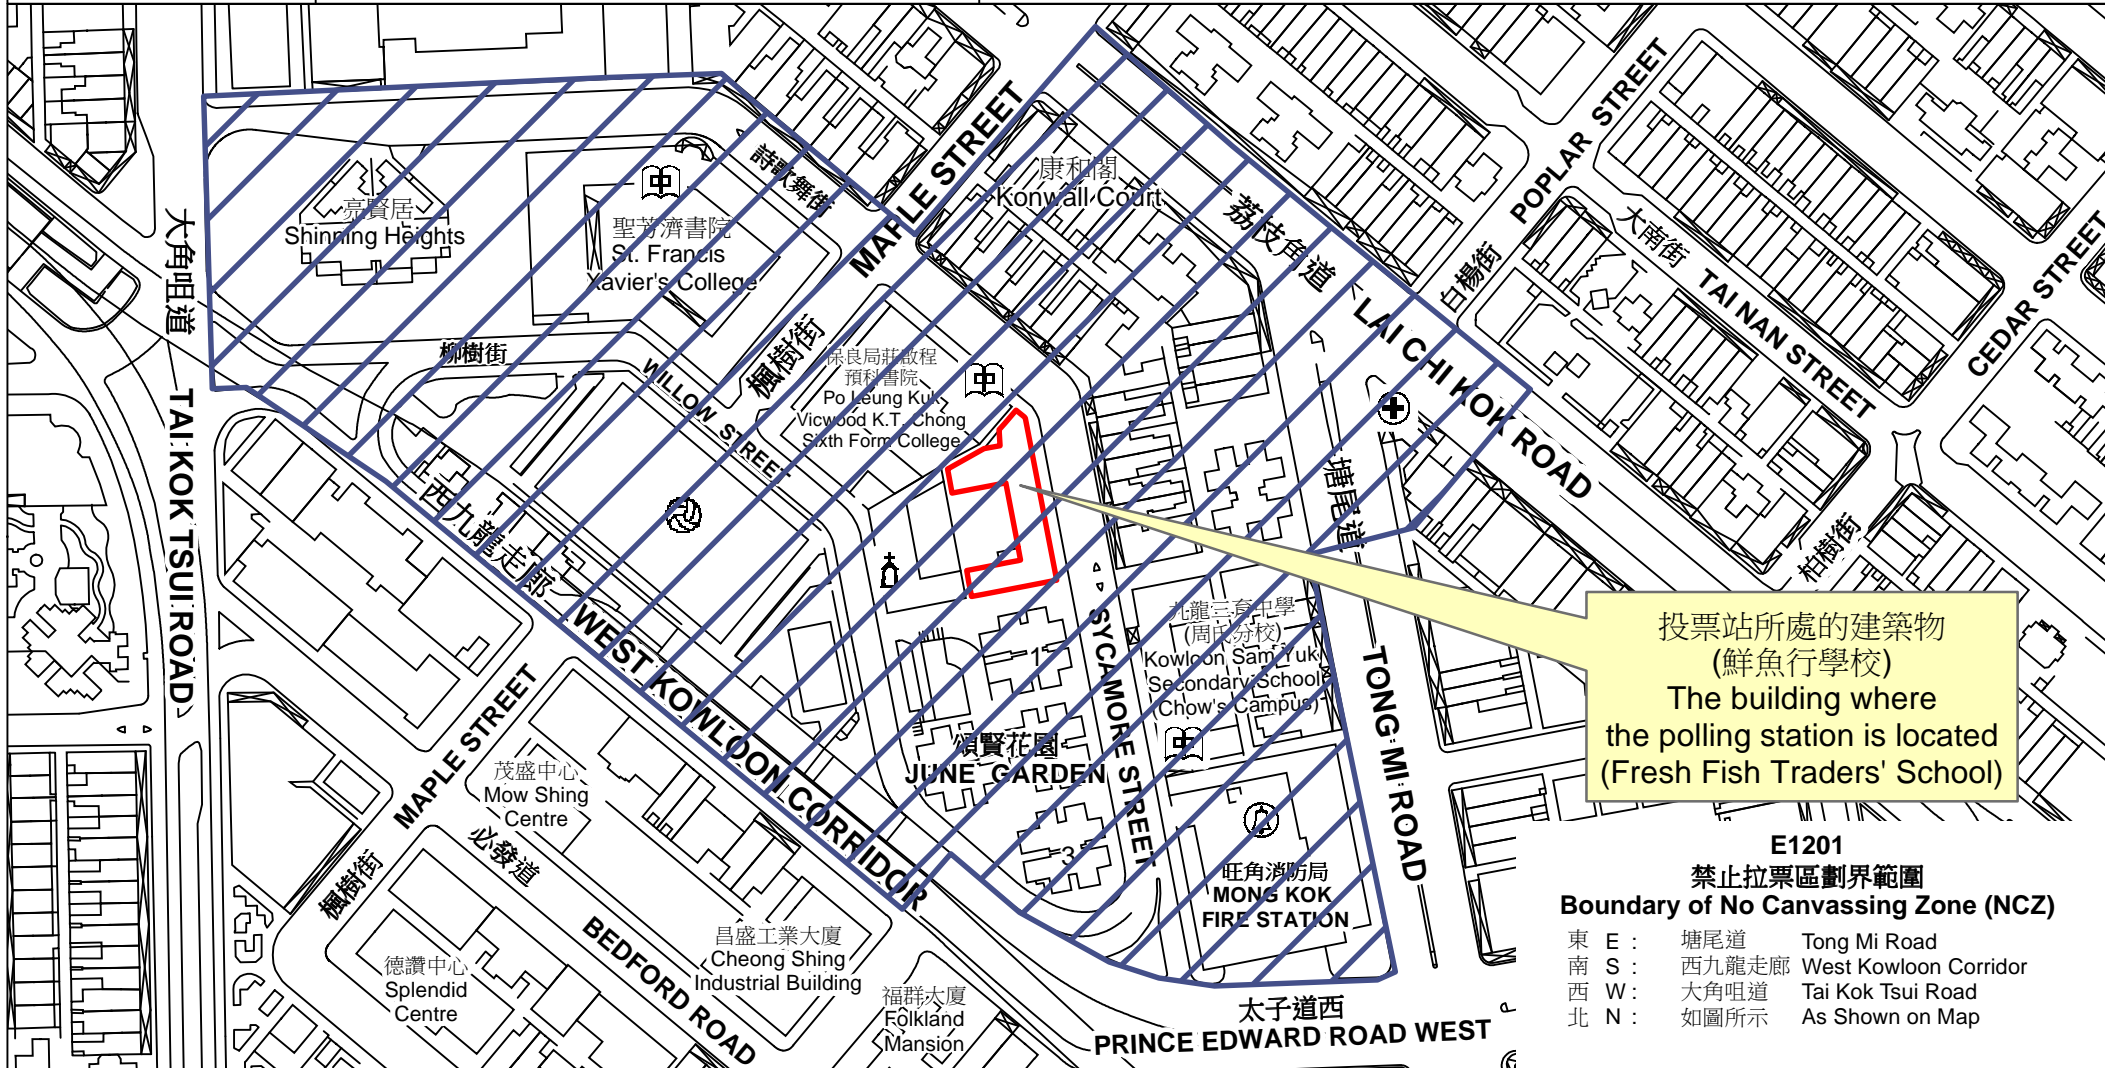 詩歌舞街
MAPLE STREET
康和閣
Konwall Court
POPLAR STREET
大南街
TAI NAN STREET
CEDAR STREET
白楊街
荔枝角道
LAI CHI KOK ROAD
亮賢居
Shinning Heights
中
聖芳濟書院
St. Francis
Xavier's College
大角咀道
TAI KOK TSUI ROAD
柳樹街
WILLOW STREET
楓樹街
保良局莊啟程
預科書院
Po Leung Kuk
Vicwood K.T. Chong
Sixth Form College
中
塘尾道
TONG MI ROAD
柏樹街
西九龍走廊
WEST KOWLOON CORRIDOR
SYCAMORE STREET
九龍三育中學
(周氏分校)
Kowloon Sam Yuk
Secondary School
(Chow's Campus)
中
1
頌賢花園
JUNE GARDEN
3
旺角消防局
MONG KOK
FIRE STATION
MAPLE STREET
楓樹街
茂盛中心
Mow Shing
Centre
必發道
BEDFORD ROAD
德讚中心
Splendid
Centre
昌盛工業大廈
Cheong Shing
Industrial Building
福群大廈
Folkland
Mansion
太子道西
PRINCE EDWARD ROAD WEST
投票站所處的建築物
(鮮魚行學校)
The building where
the polling station is located
(Fresh Fish Traders' School)
E1201
禁止拉票區劃界範圍
Boundary of No Canvassing Zone (NCZ)
東 E : 塘尾道 Tong Mi Road
南 S : 西九龍走廊 West Kowloon Corridor
西 W : 大角咀道 Tai Kok Tsui Road
北 N : 如圖所示 As Shown on Map